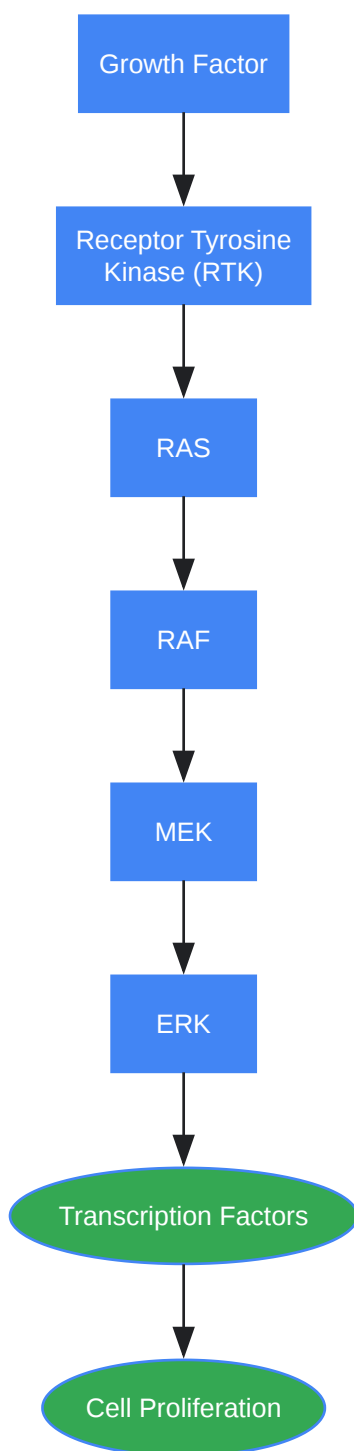 Growth Factor
Receptor Tyrosine
Kinase (RTK)
RAS
RAF
MEK
ERK
Transcription Factors
Cell Proliferation